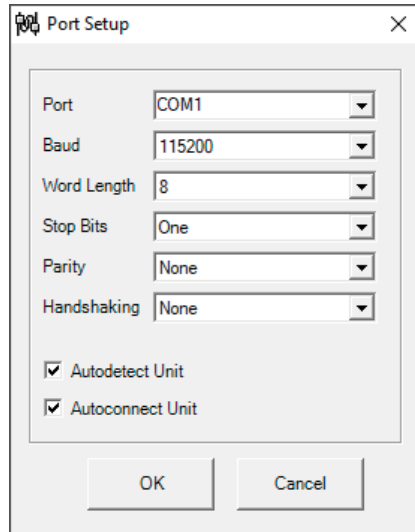 Port Setup
Port COM1
Baud 115200
Word Length 8
Stop Bits One
Parity None
Handshaking None
Autodetect Unit
Autoconnect Unit
OK Cancel